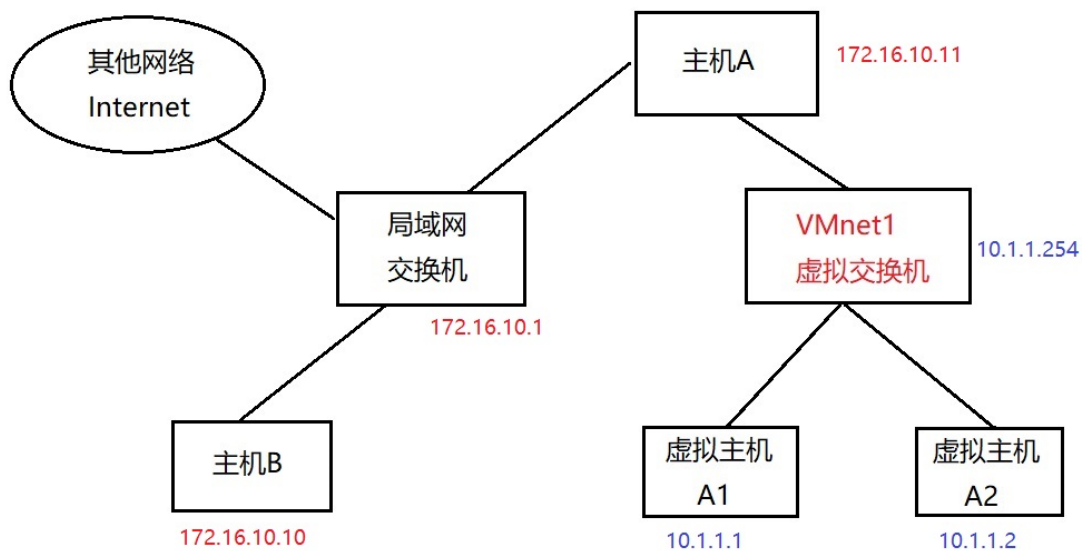 其他网络
Internet
主机A
172.16.10.11
局域网
交换机
172.16.10.1
VMnet1
虚拟交换机
10.1.1.254
主机B
172.16.10.10
虚拟主机
A1
10.1.1.1
虚拟主机
A2
10.1.1.2